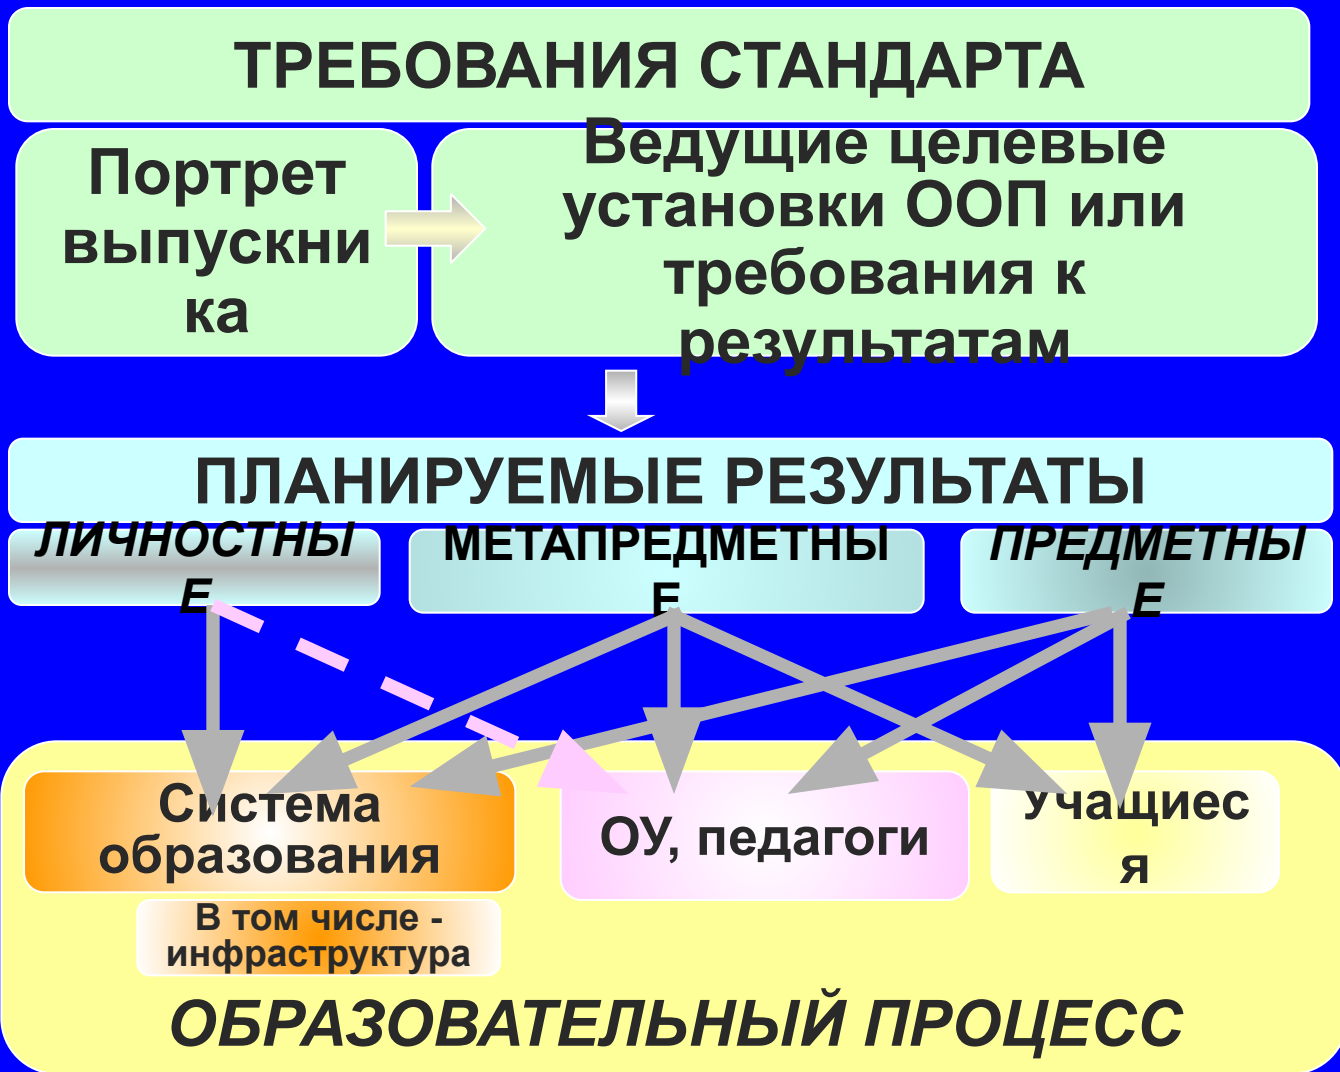 ТРЕБОВАНИЯ СТАНДАРТА
Портрет
выпускни
ка
Ведущие целевые
установки ООП или
требования к
результатам
ПЛАНИРУЕМЫЕ РЕЗУЛЬТАТЫ
ЛИЧНОСТНЫ
Е
МЕТАПРЕДМЕТНЫ
Е
ПРЕДМЕТНЫ
Е
Система
образования
В том числе -
инфраструктура
ОУ, педагоги
Учащиес
я
ОБРАЗОВАТЕЛЬНЫЙ ПРОЦЕСС